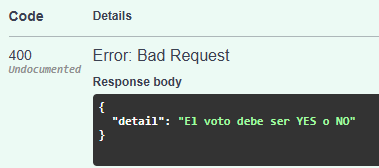 Code Details
400 Error: Bad Request
Undocumented
Response body
{
  "detail": "El voto debe ser YES o NO"
}